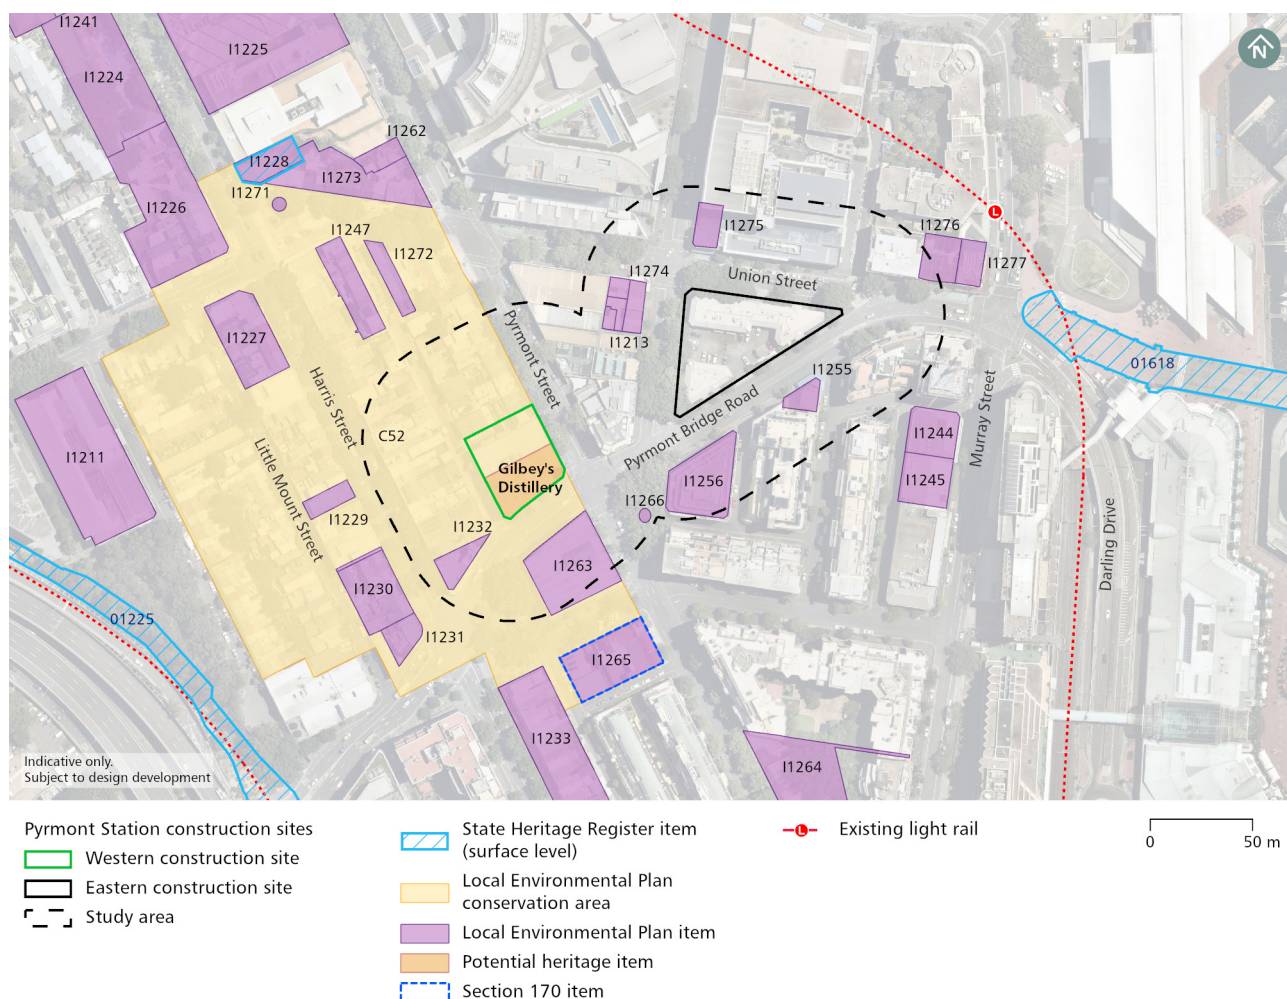 I1241
I1225
N
I1224
I1262
I1228
I1273
I1271
I1226
I1247
I1272
I1275
I1276
I1277
Union Street
I1274
I1213
I1227
Pyrmont Street
01618
I1255
Harris Street
Murray Street
C52
Pyrmont Bridge Road
I1244
I1211
Little Mount Street
Gilbey's
Distillery
I1256
I1245
I1266
I1229
I1232
Darling Drive
I1263
I1230
01225
I1231
I1265
I1233
I1264
Indicative only.
Subject to design development
Pyrmont Station construction sites
Western construction site
Eastern construction site
Study area
State Heritage Register item
(surface level)
Local Environmental Plan
conservation area
Local Environmental Plan item
Potential heritage item
Section 170 item
L
Existing light rail
0 50 m